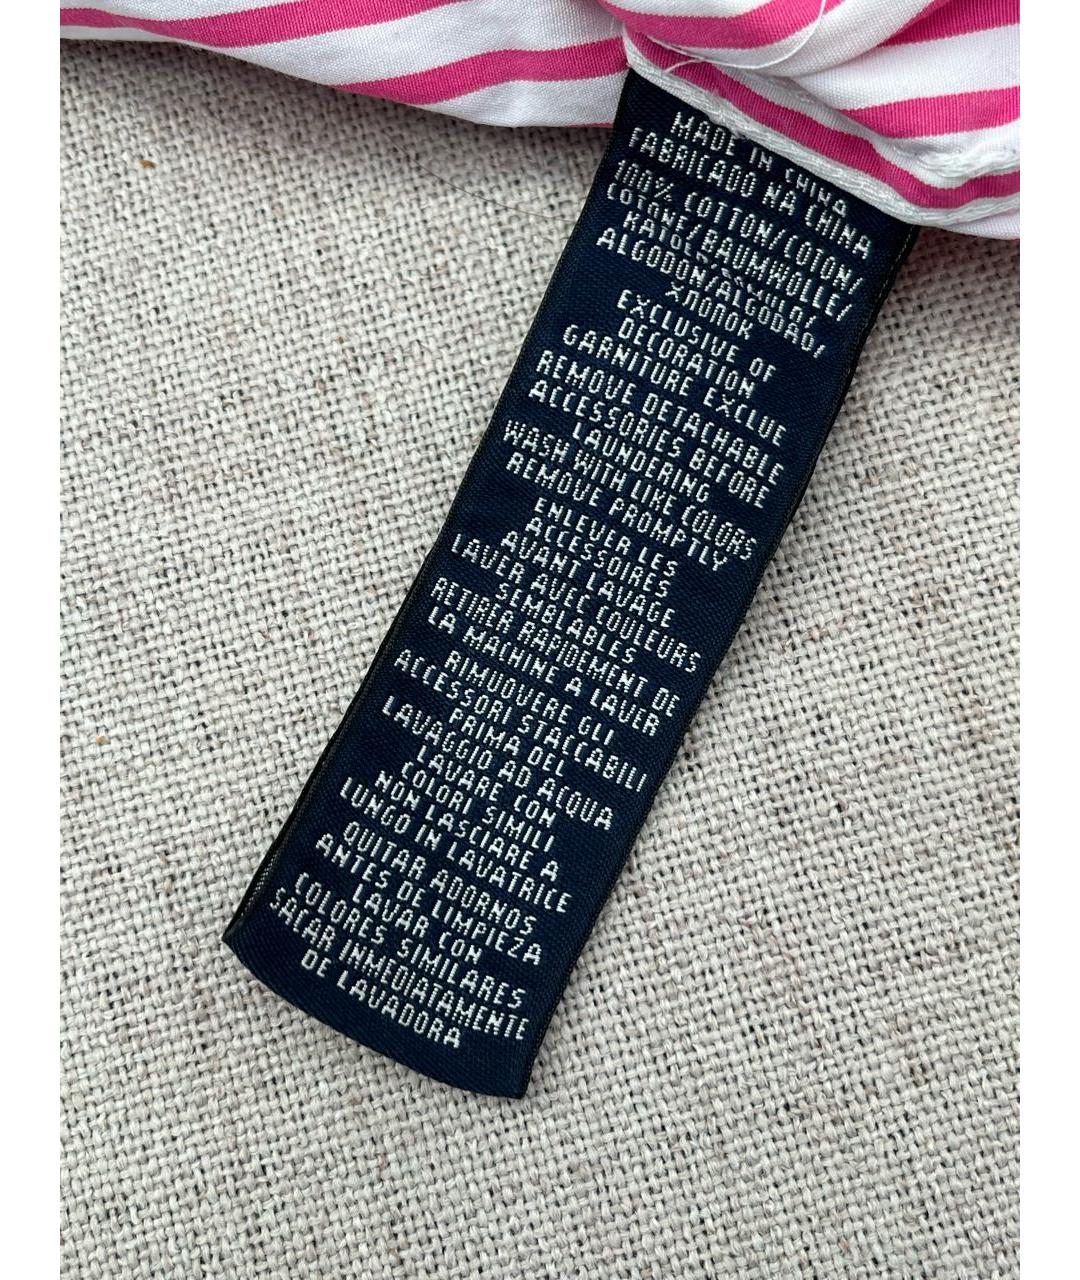 MADE IN CHINA
FABRICADO NA CHINA
100% COTTON/COTON/
COTONE/BAUMWOLLE/
ALGODON/ALGODAO/
ХЛОПОК
EXCLUSIVE OF
DECORATION
GARNITURE EXCLUE
REMOVE DETACHABLE
ACCESSORIES BEFORE
LAUNDERING
WASH WITH LIKE COLORS
REMOVE PROMPTLY
ENLEVER LES
ACCESSOIRES
AVANT LAVAGE
LAVER AVEC COULEURS
SEMBLABLES
RETIRER RAPIDEMENT DE
LA MACHINE A LAVER
RIMUOVERE GLI
ACCESSORI STACCABILI
PRIMA DEL
LAVAGGIO AD ACQUA
LAVARE CON
COLORI SIMILI
NON LASCIARE A
LUNGO IN LAVATRICE
QUITAR ADORNOS
ANTES DE LIMPIEZA
LAVAR CON
COLORES SIMILARES
SACAR INMEDIATAMENTE
DE LAVADORA